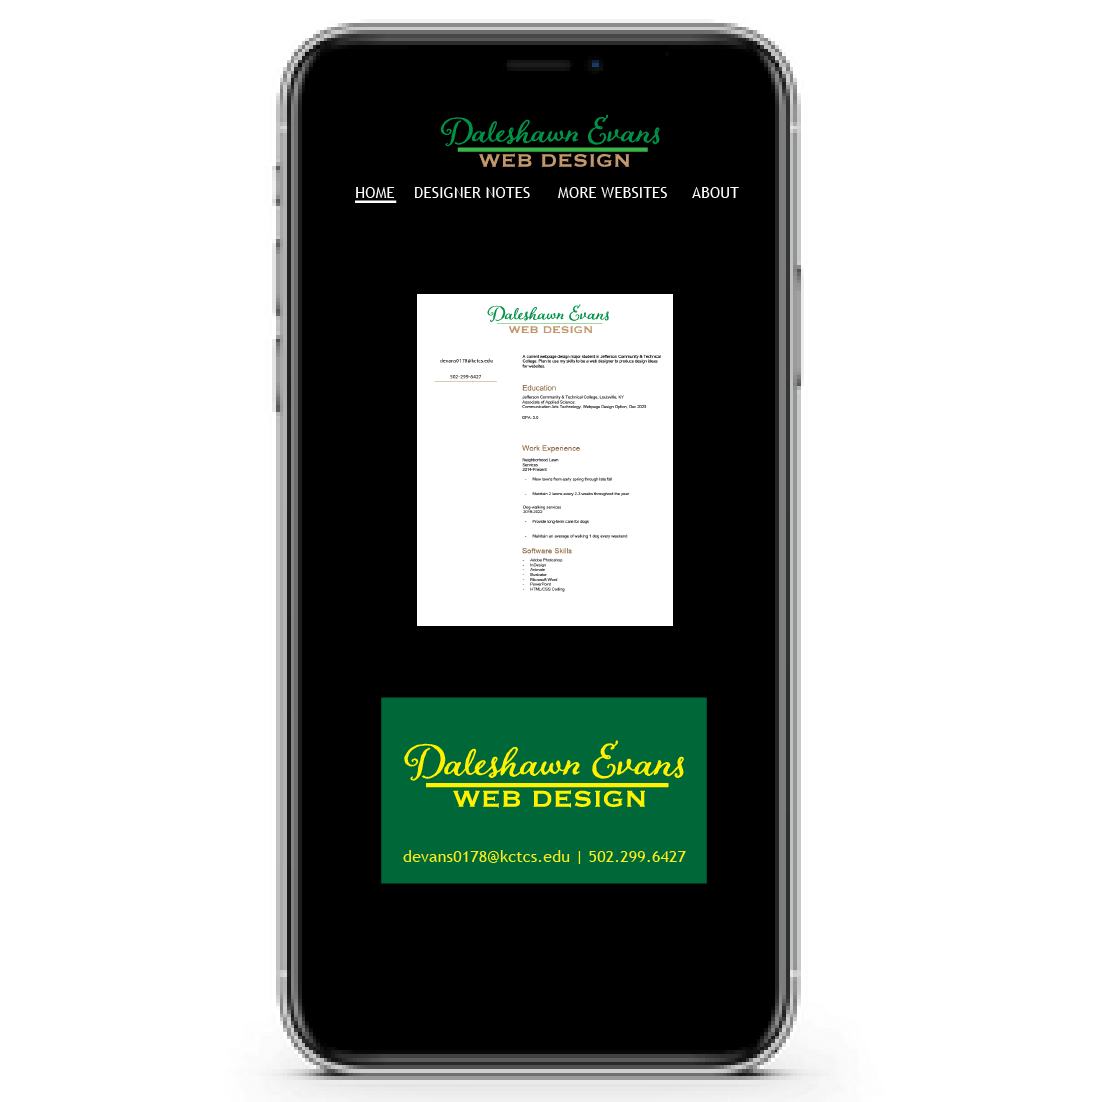 Daleshawn Evans
WEB DESIGN
HOME DESIGNER NOTES MORE WEBSITES ABOUT
Daleshawn Evans
WEB DESIGN
devans0178@kctcs.edu
502-299-6427
A current webpage design major student in Jefferson Community & Technical
College. Plan to use my skills to be a web designer to produce design ideas
for websites.
Education
Jefferson Community & Technical College, Louisville, KY
Associate of Applied Science:
Communication Arts Technology: Webpage Design Option, Dec 2023
GPA: 3.0
Work Experience
Neighborhood Lawn
Services
2014-Present
- Mow lawns from early spring through late fall
- Maintain 2 lawns every 2-3 weeks throughout the year
Dog-walking services
2018-2022
- Provide long-term care for dogs
- Maintain an average of walking 1 dog every weekend
Software Skills
- Adobe Photoshop
- InDesign
- Animate
- Illustrator
- Microsoft Word
- PowerPoint
- HTML/CSS Coding
Daleshawn Evans
WEB DESIGN
devans0178@kctcs.edu | 502.299.6427